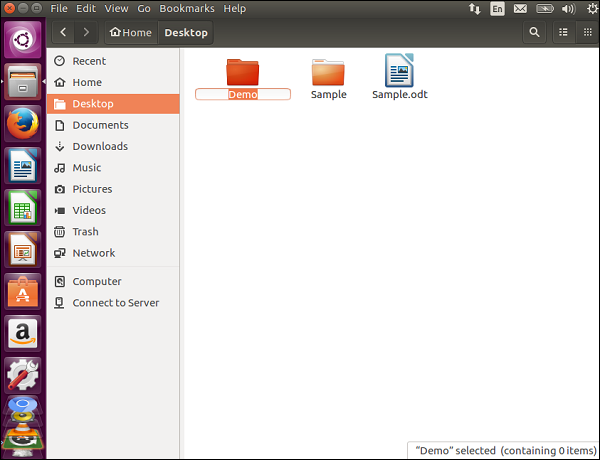 File Edit View Go Bookmarks Help
En
Home Desktop
Recent
Home
Desktop
Documents
Downloads
Music
Pictures
Videos
Trash
Network
Computer
Connect to Server
Demo Sample Sample.odt
"Demo" selected (containing 0 items)